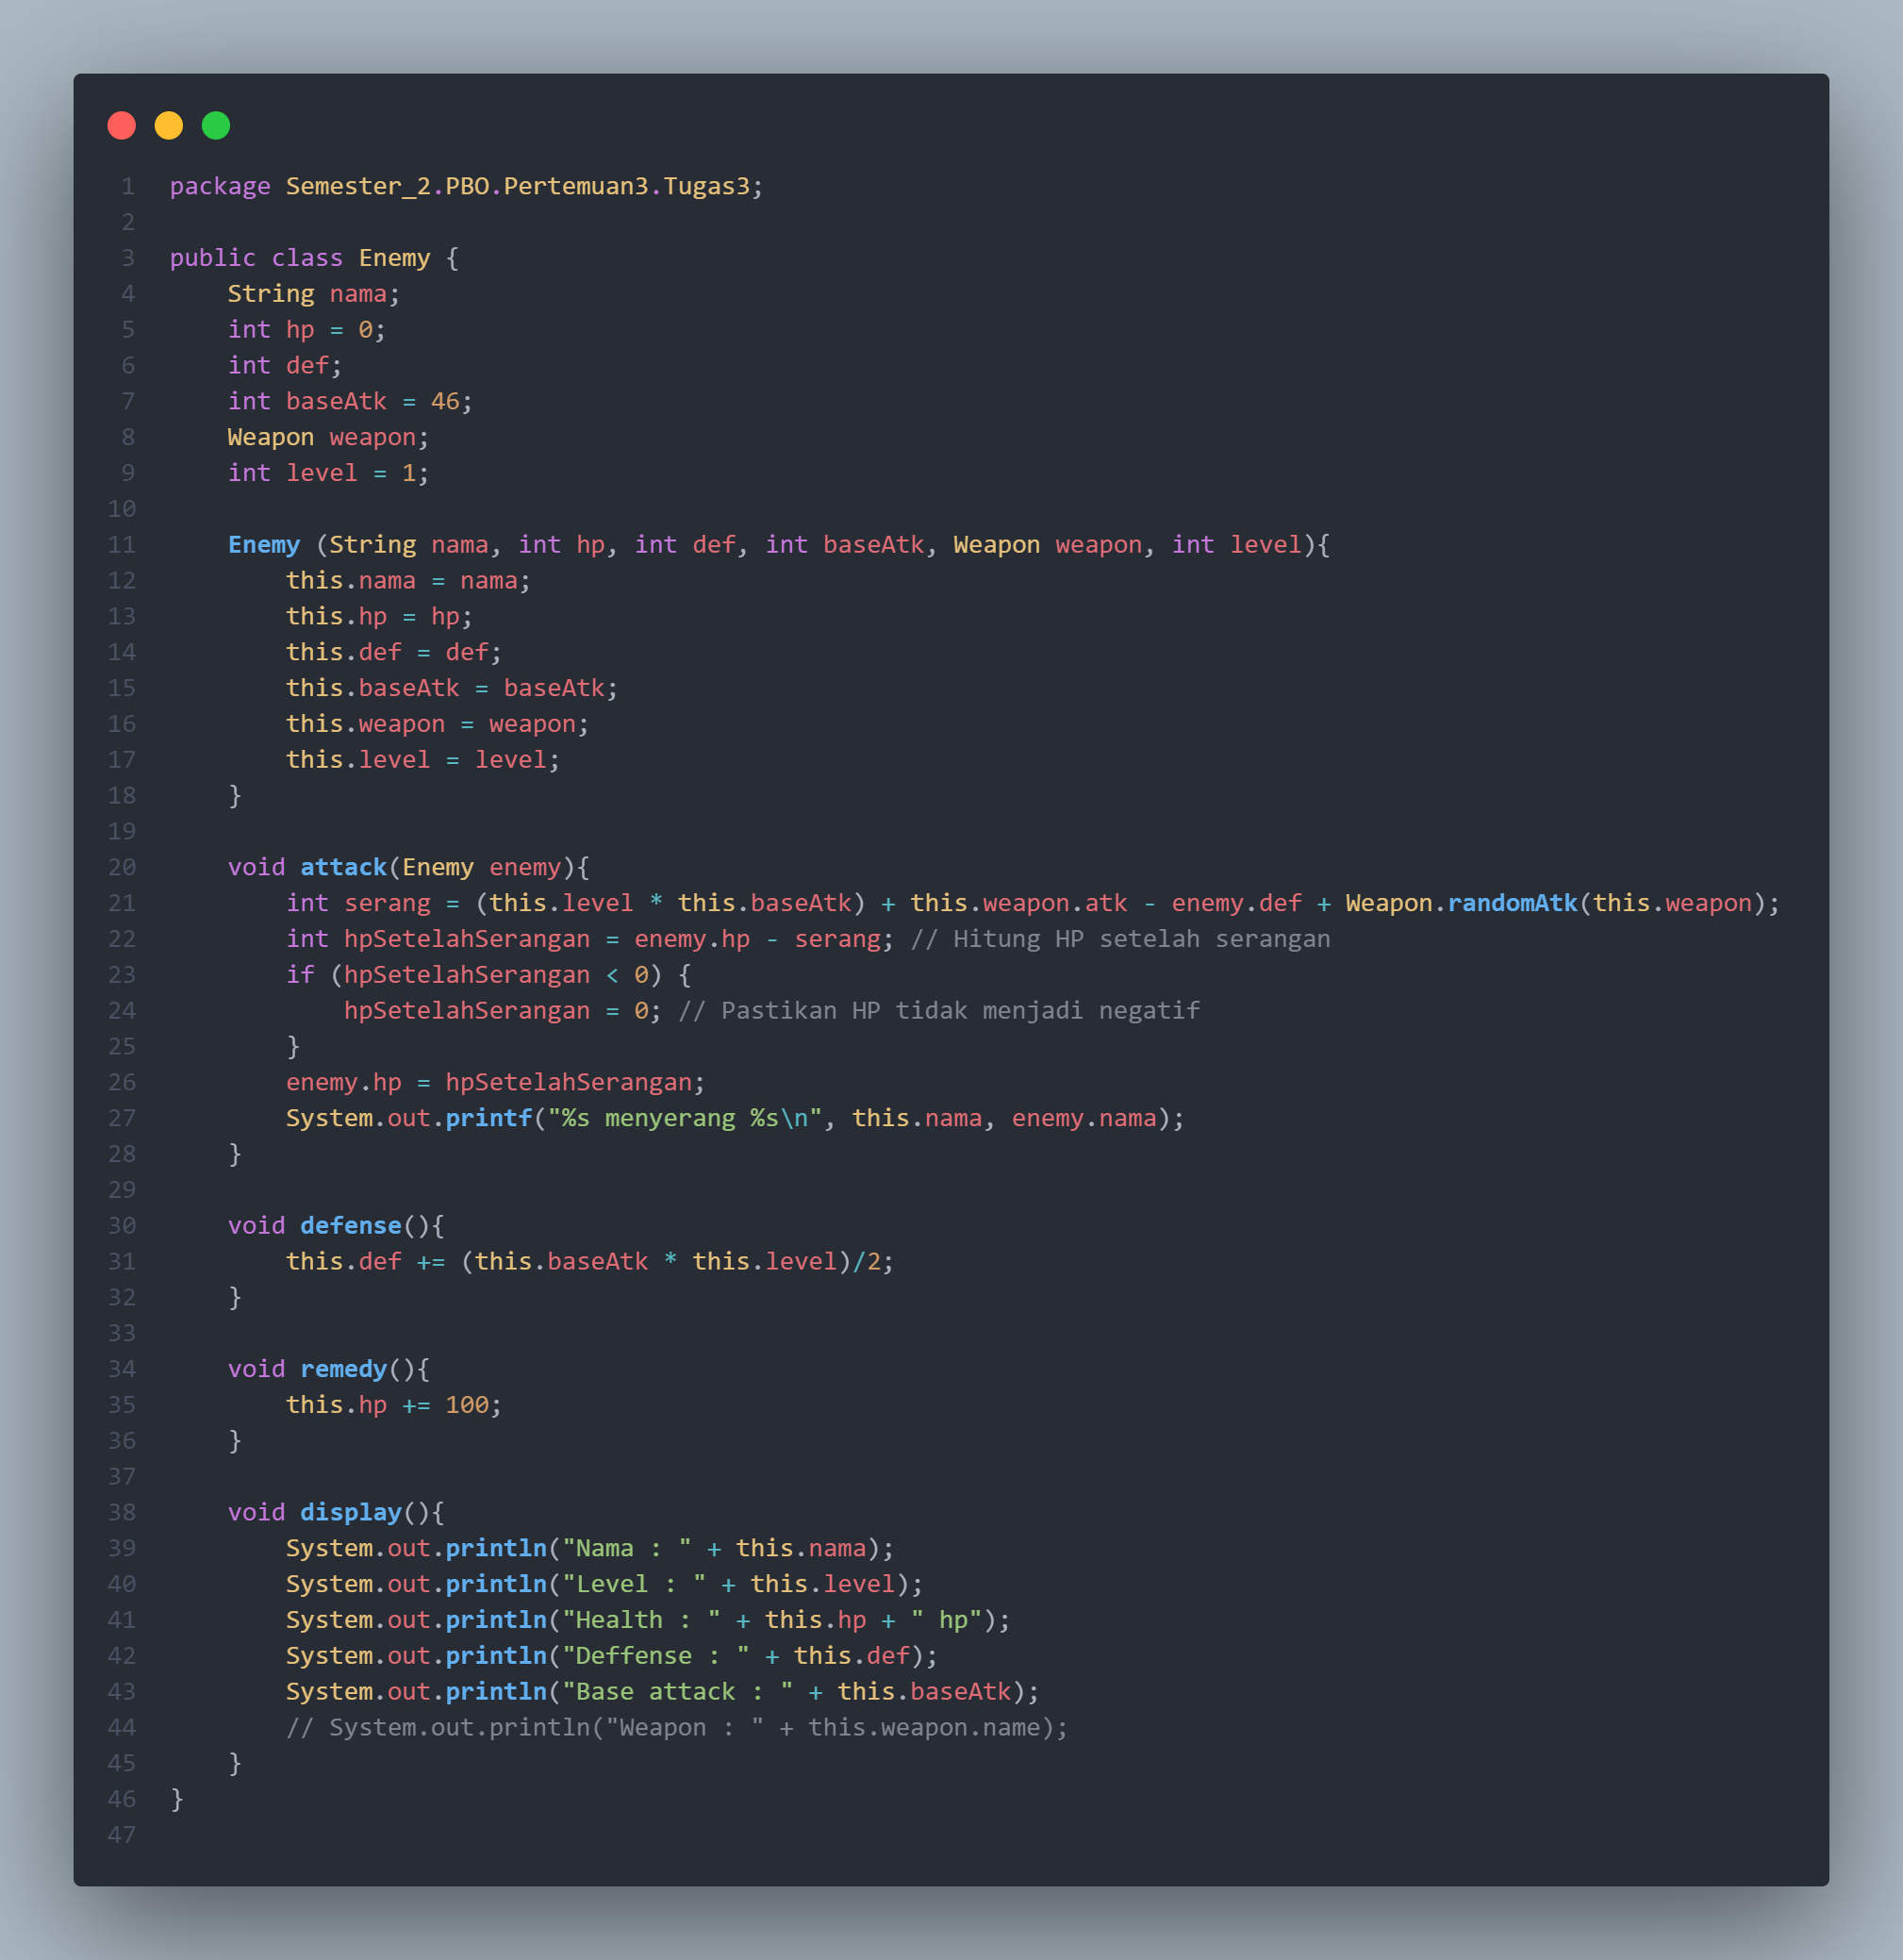 1 package Semester_2.PBO.Pertemuan3.Tugas3;
2
3 public class Enemy {
4     String nama;
5     int hp = 0;
6     int def;
7     int baseAtk = 46;
8     Weapon weapon;
9     int level = 1;
10
11     Enemy (String nama, int hp, int def, int baseAtk, Weapon weapon, int level){
12         this.nama = nama;
13         this.hp = hp;
14         this.def = def;
15         this.baseAtk = baseAtk;
16         this.weapon = weapon;
17         this.level = level;
18     }
19
20     void attack(Enemy enemy){
21         int serang = (this.level * this.baseAtk) + this.weapon.atk - enemy.def + Weapon.randomAtk(this.weapon);
22         int hpSetelahSerangan = enemy.hp - serang; // Hitung HP setelah serangan
23         if (hpSetelahSerangan < 0) {
24             hpSetelahSerangan = 0; // Pastikan HP tidak menjadi negatif
25         }
26         enemy.hp = hpSetelahSerangan;
27         System.out.printf("%s menyerang %s\n", this.nama, enemy.nama);
28     }
29
30     void defense(){
31         this.def += (this.baseAtk * this.level)/2;
32     }
33
34     void remedy(){
35         this.hp += 100;
36     }
37
38     void display(){
39         System.out.println("Nama : " + this.nama);
40         System.out.println("Level : " + this.level);
41         System.out.println("Health : " + this.hp + " hp");
42         System.out.println("Deffense : " + this.def);
43         System.out.println("Base attack : " + this.baseAtk);
44         // System.out.println("Weapon : " + this.weapon.name);
45     }
46 }
47